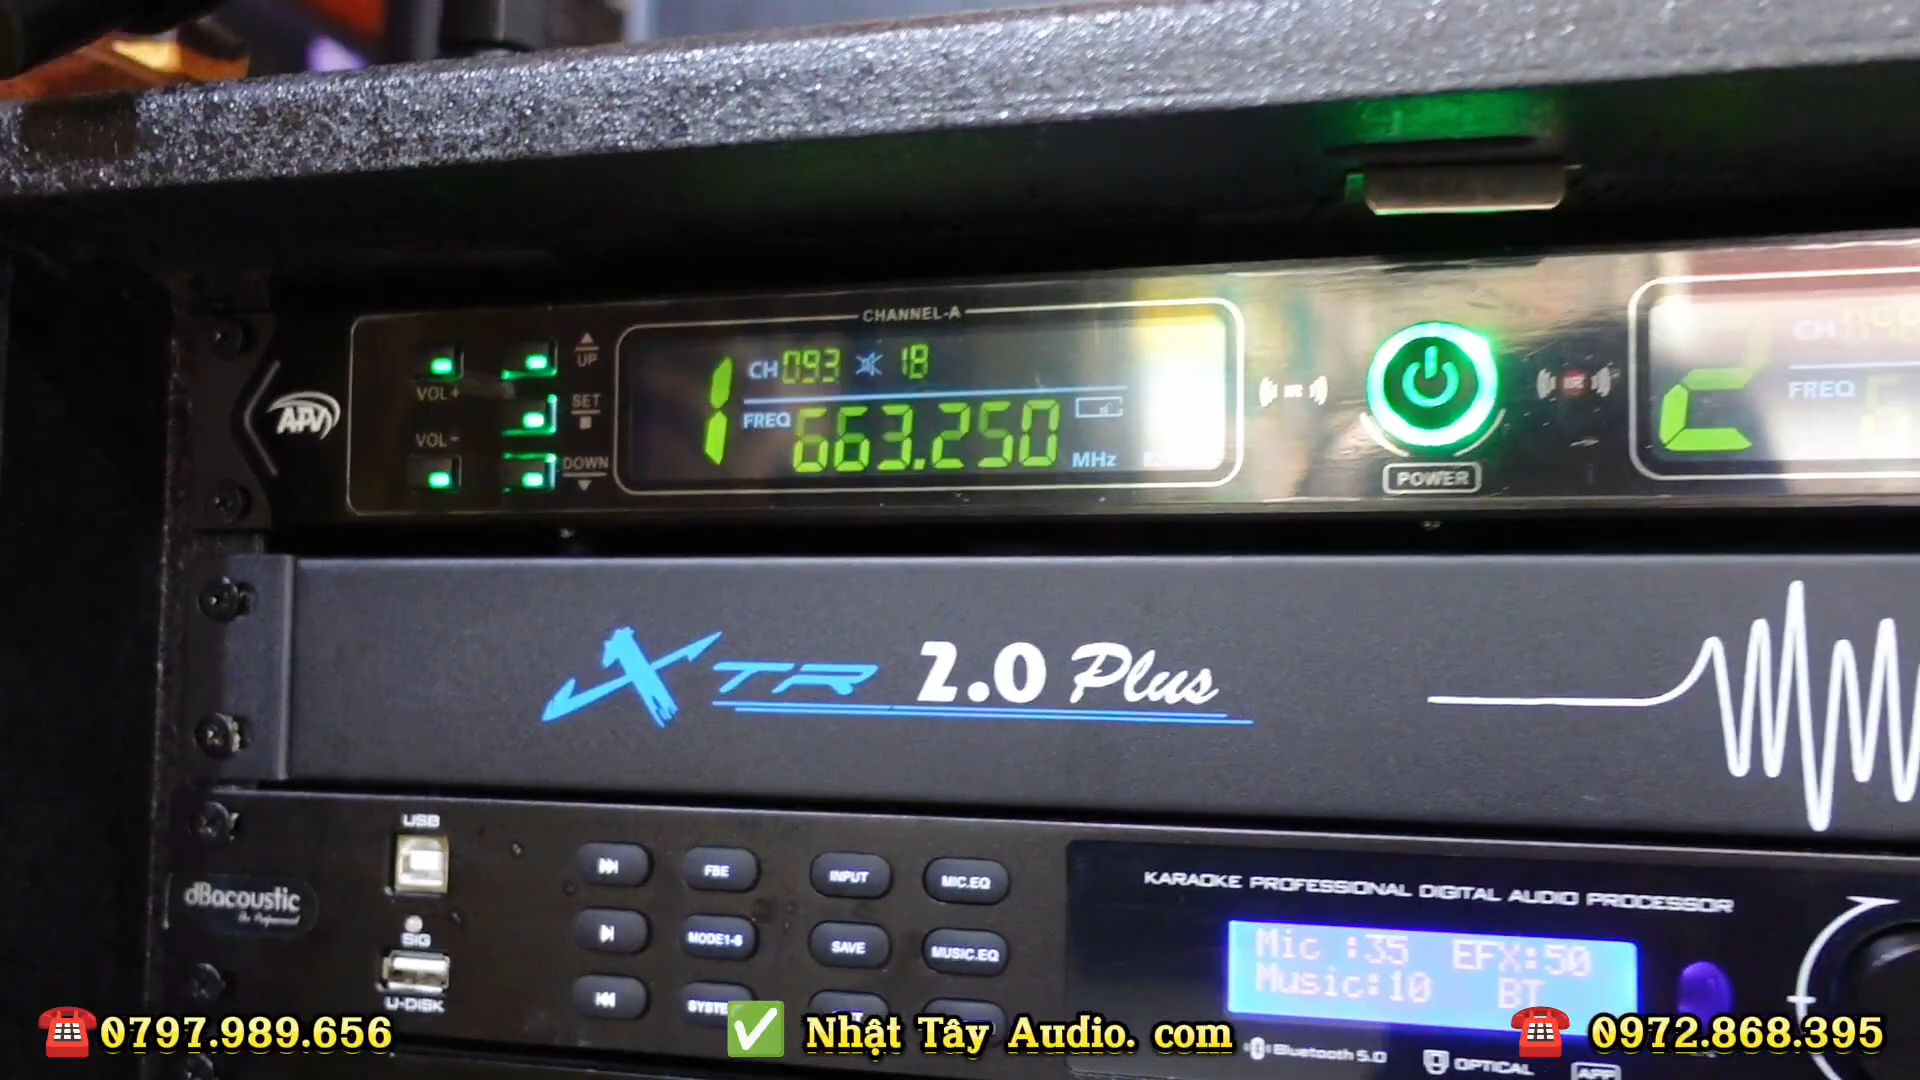 CHANNEL-A
APV
VOL+
VOL-
UP
SET
DOWN
1
CH 093 18
FREQ 663.250 MHz
POWER
2
CH
FREQ
XTR 2.0 Plus
dBacoustic
USB
SIG
U-DISK
FBE
INPUT
MIC.EQ
MODE1-6
SAVE
MUSIC.EQ
KARAOKE PROFESSIONAL DIGITAL AUDIO PROCESSOR
Mic :35 EFX:50
Music:10 BT
Bluetooth 5.0
OPTICAL
APP
0797.989.656
Nhật Tây Audio. com
0972.868.395